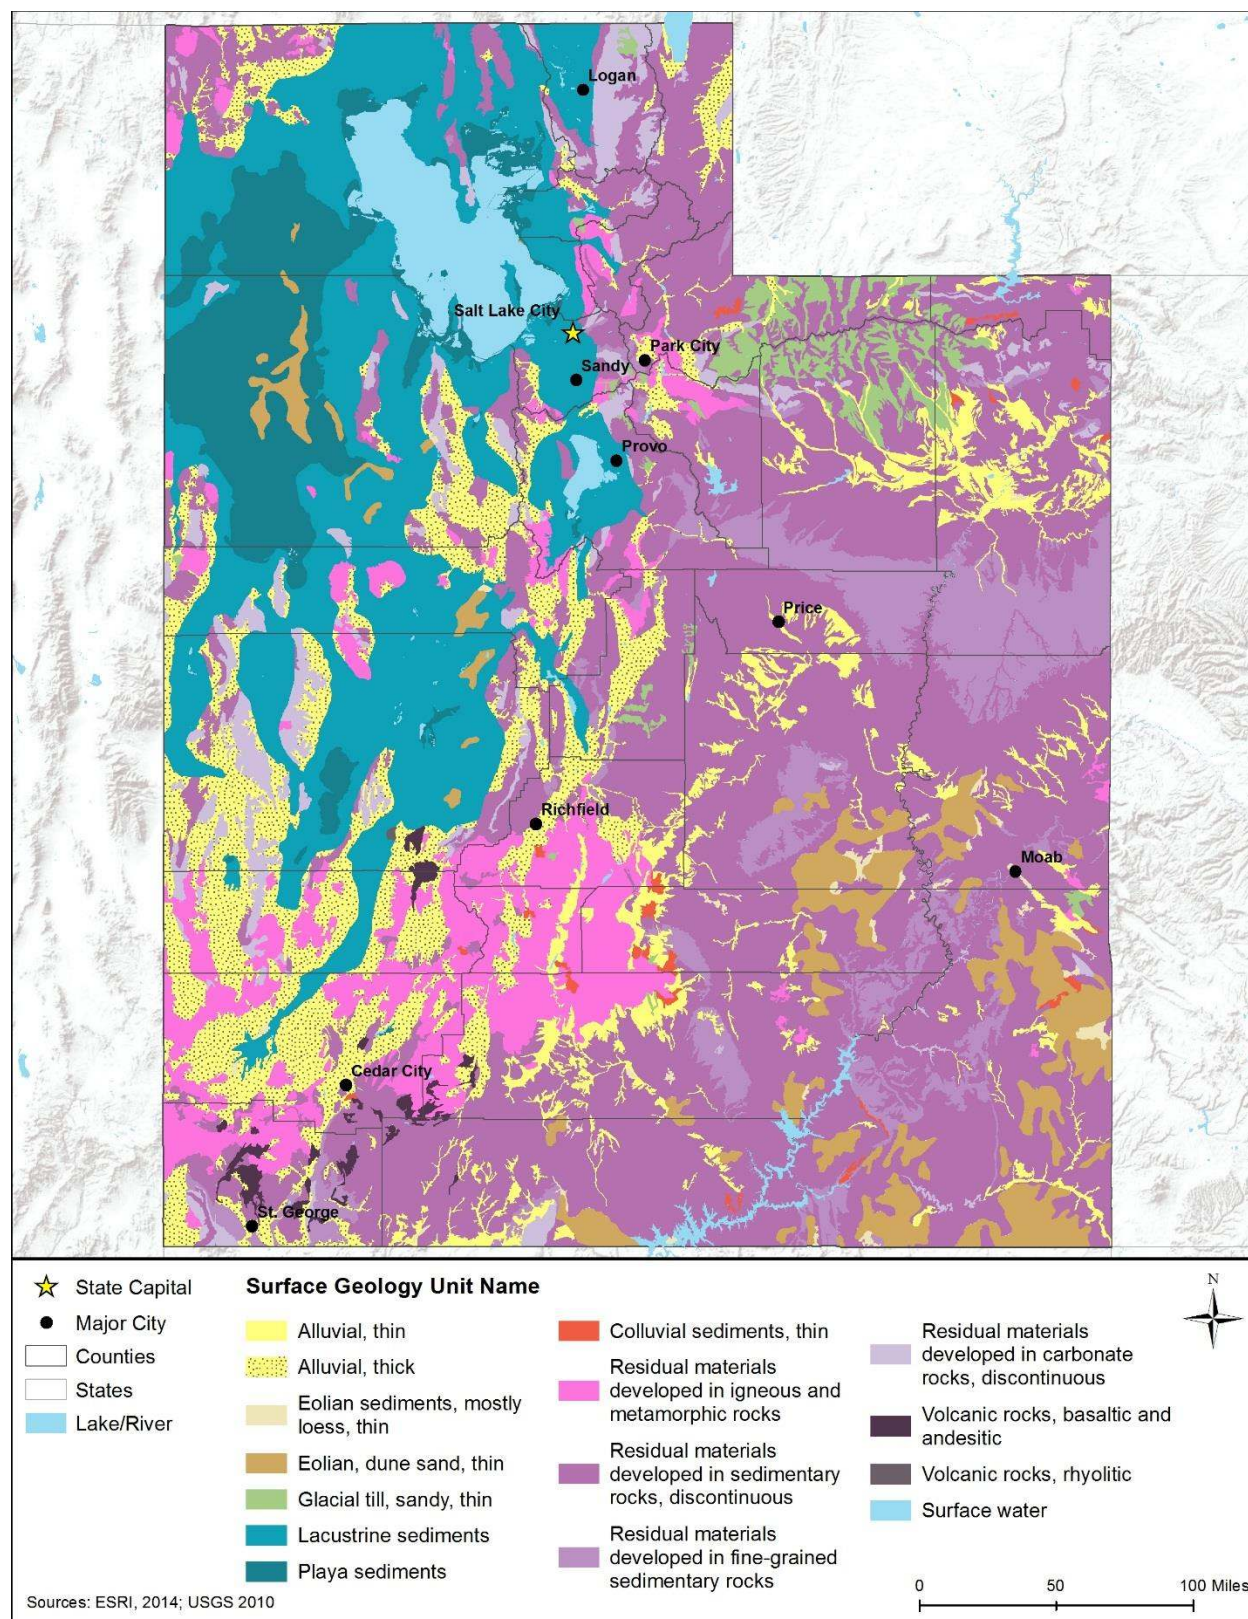 Logan
Salt Lake City
Park City
Sandy
Provo
Price
Richfield
Moab
Cedar City
St. George
State Capital
Major City
Counties
States
Lake/River
Surface Geology Unit Name
Alluvial, thin
Alluvial, thick
Eolian sediments, mostly
loess, thin
Eolian, dune sand, thin
Glacial till, sandy, thin
Lacustrine sediments
Playa sediments
Colluvial sediments, thin
Residual materials
developed in igneous and
metamorphic rocks
Residual materials
developed in sedimentary
rocks, discontinuous
Residual materials
developed in fine-grained
sedimentary rocks
Residual materials
developed in carbonate
rocks, discontinuous
Volcanic rocks, basaltic and
andesitic
Volcanic rocks, rhyolitic
Surface water
N
0 50 100 Miles
Sources: ESRI, 2014; USGS 2010